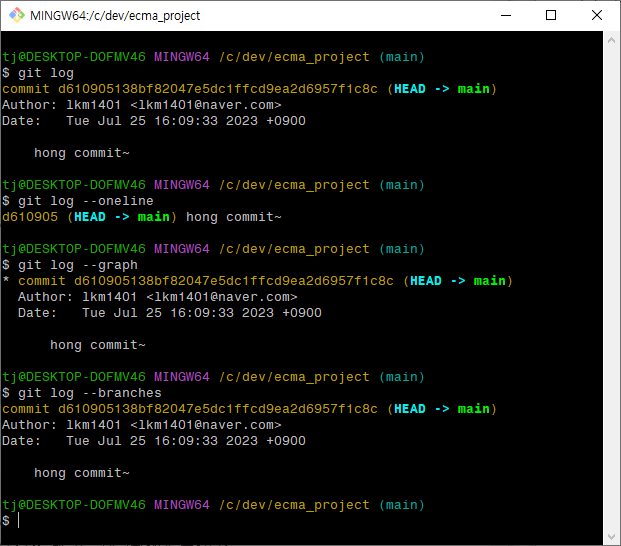 MINGW64:/c/dev/ecma_project
tj@DESKTOP-DOFMV46 MINGW64 /c/dev/ecma_project (main)
$ git log
commit d610905138bf82047e5dc1ffcd9ea2d6957f1c8c (HEAD -> main)
Author: lkm1401 <lkm1401@naver.com>
Date:   Tue Jul 25 16:09:33 2023 +0900
    hong commit~
tj@DESKTOP-DOFMV46 MINGW64 /c/dev/ecma_project (main)
$ git log --oneline
d610905 (HEAD -> main) hong commit~
tj@DESKTOP-DOFMV46 MINGW64 /c/dev/ecma_project (main)
$ git log --graph
* commit d610905138bf82047e5dc1ffcd9ea2d6957f1c8c (HEAD -> main)
  Author: lkm1401 <lkm1401@naver.com>
  Date:   Tue Jul 25 16:09:33 2023 +0900
      hong commit~
tj@DESKTOP-DOFMV46 MINGW64 /c/dev/ecma_project (main)
$ git log --branches
commit d610905138bf82047e5dc1ffcd9ea2d6957f1c8c (HEAD -> main)
Author: lkm1401 <lkm1401@naver.com>
Date:   Tue Jul 25 16:09:33 2023 +0900
    hong commit~
tj@DESKTOP-DOFMV46 MINGW64 /c/dev/ecma_project (main)
$